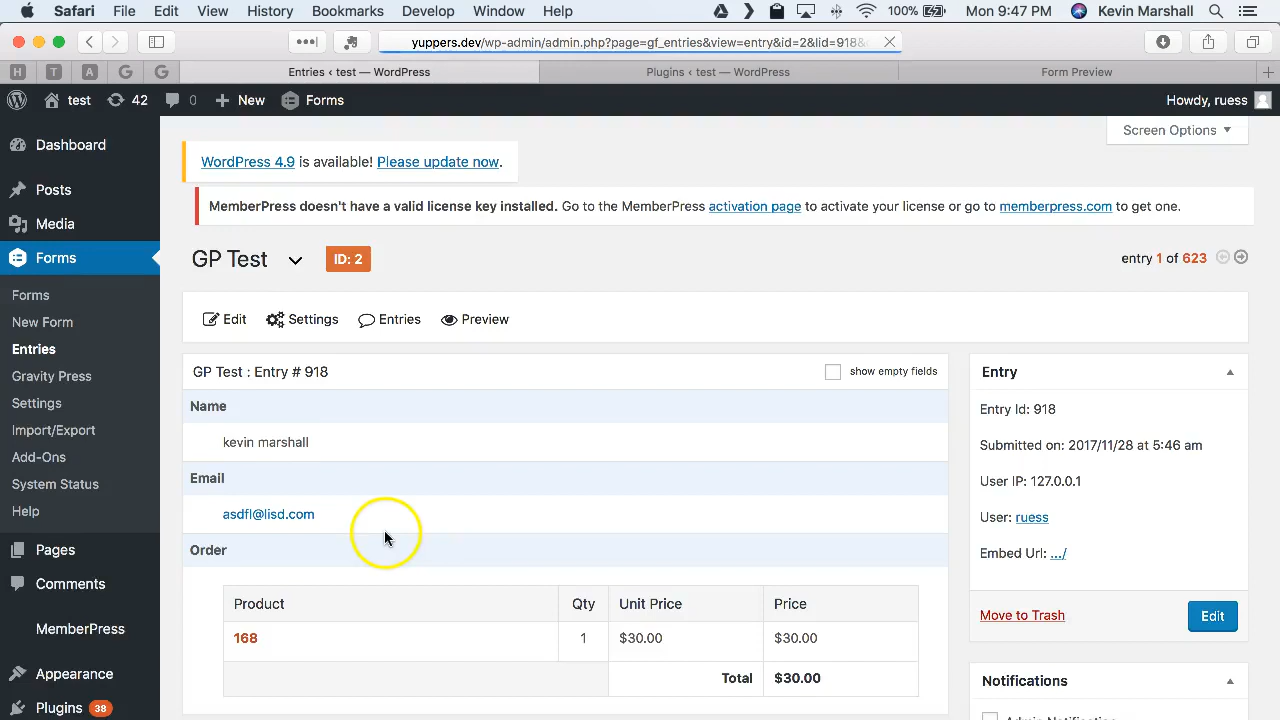 Safari File Edit View History Bookmarks Develop Window Help 100% Mon 9:47 PM Kevin Marshall
yuppers.dev/wp-admin/admin.php?page=gf_entries&view=entry&id=2&lid=918&
H T A G G Entries < test — WordPress Plugins < test — WordPress Form Preview
test 42 0 New Forms Howdy, ruess
Screen Options
Dashboard
Posts
Media
Forms
Forms
New Form
Entries
Gravity Press
Settings
Import/Export
Add-Ons
System Status
Help
Pages
Comments
MemberPress
Appearance
Plugins 38
WordPress 4.9 is available! Please update now.
MemberPress doesn't have a valid license key installed. Go to the MemberPress activation page to activate your license or go to memberpress.com to get one.
GP Test ID: 2 entry 1 of 623
Edit Settings Entries Preview
GP Test : Entry # 918 show empty fields
Name
kevin marshall
Email
asdfl@lisd.com
Order
Product Qty Unit Price Price
168 1 $30.00 $30.00
Total $30.00
Entry
Entry Id: 918
Submitted on: 2017/11/28 at 5:46 am
User IP: 127.0.0.1
User: ruess
Embed Url: .../
Move to Trash Edit
Notifications
Admin Notification